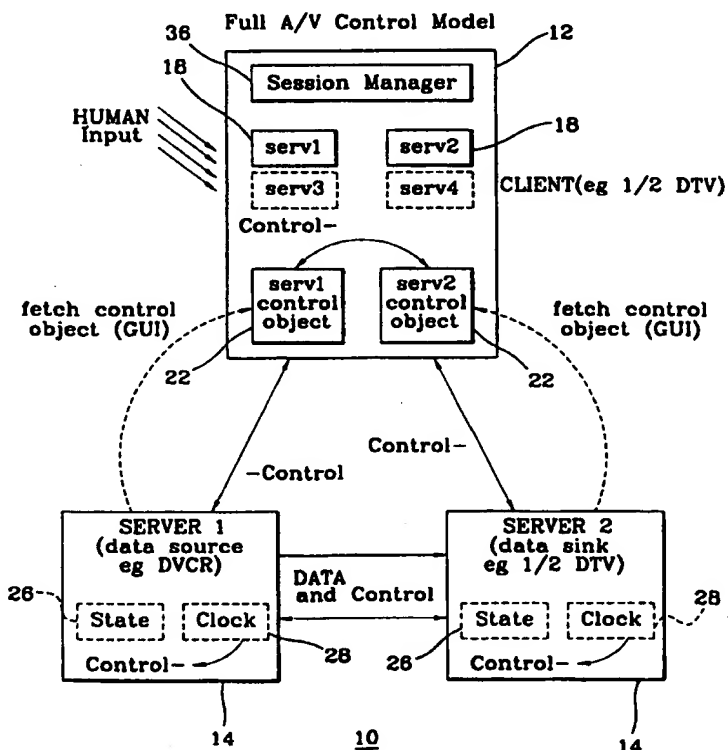 Full A/V Control Model
36
12
Session Manager
18
18
HUMAN
Input
serv1
serv2
serv3
serv4
CLIENT(eg 1/2 DTV)
Control-
serv1
control
object
serv2
control
object
fetch control
object (GUI)
fetch control
object (GUI)
22
22
-Control
Control-
SERVER 1
(data source
eg DVCR)
SERVER 2
(data sink
eg 1/2 DTV)
DATA
and Control
26
State
Clock
28
Control-
26
State
Clock
28
Control-
14
14
10